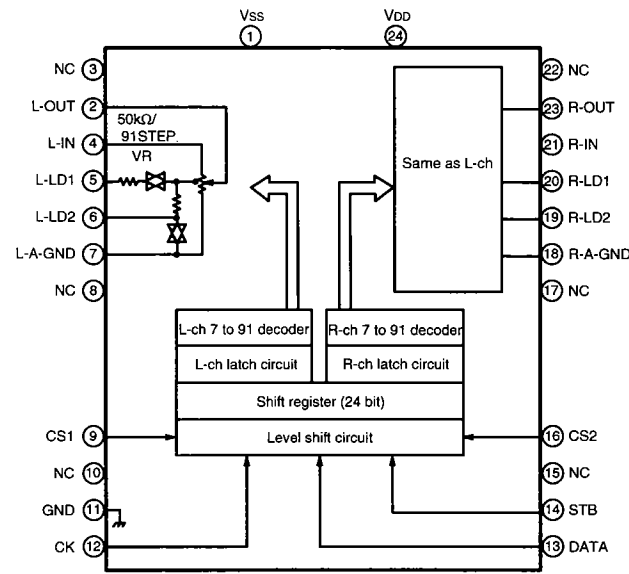 VSS
1
VDD
24
NC 3
L-OUT 2
L-IN 4
L-LD1 5
L-LD2 6
L-A-GND 7
NC 8
50kΩ/
91STEP.
VR
22 NC
23 R-OUT
21 R-IN
20 R-LD1
19 R-LD2
18 R-A-GND
17 NC
Same as L-ch
L-ch 7 to 91 decoder
R-ch 7 to 91 decoder
L-ch latch circuit
R-ch latch circuit
Shift register (24 bit)
Level shift circuit
CS1 9
NC 10
GND 11
CK 12
16 CS2
15 NC
14 STB
13 DATA